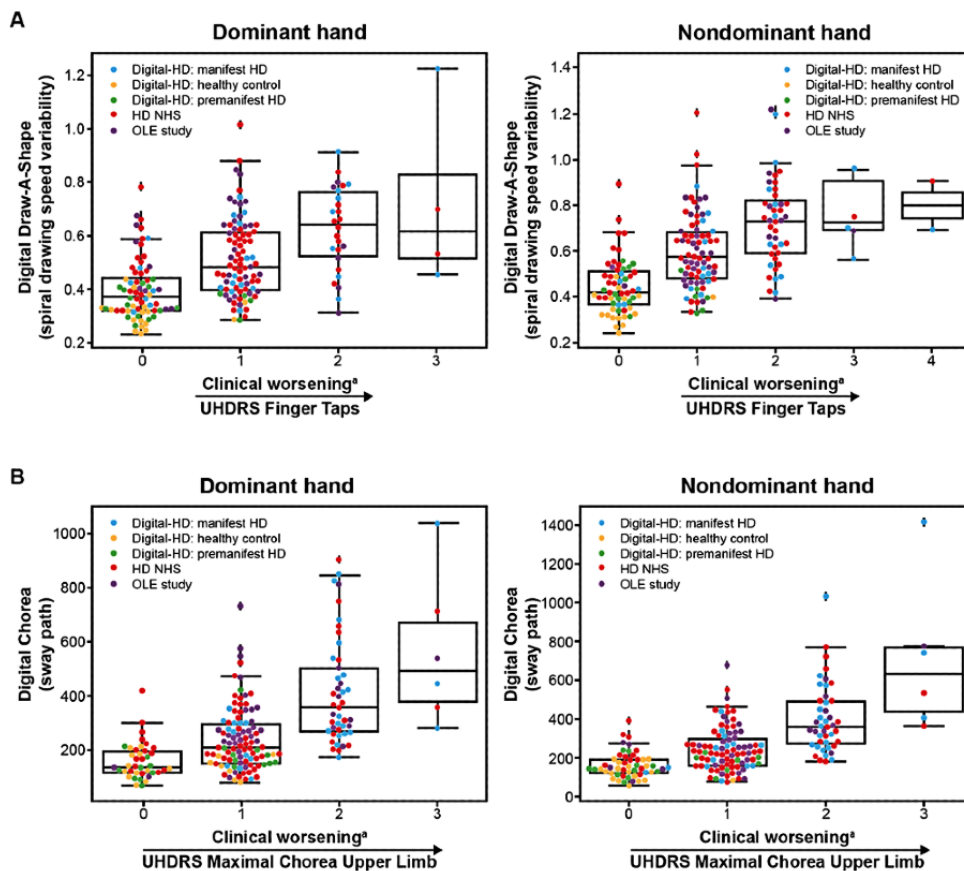 A
Dominant hand
Digital Draw-A-Shape
(spiral drawing speed variability)
1.2
1.0
0.8
0.6
0.4
0.2
Digital-HD: manifest HD
Digital-HD: healthy control
Digital-HD: premanifest HD
HD NHS
OLE study
0 1 2 3
Clinical worseningᵃ
UHDRS Finger Taps
Nondominant hand
Digital Draw-A-Shape
(spiral drawing speed variability)
1.4
1.2
1.0
0.8
0.6
0.4
0.2
Digital-HD: manifest HD
Digital-HD: healthy control
Digital-HD: premanifest HD
HD NHS
OLE study
0 1 2 3 4
Clinical worseningᵃ
UHDRS Finger Taps
B
Dominant hand
Digital Chorea
(sway path)
1000
800
600
400
200
Digital-HD: manifest HD
Digital-HD: healthy control
Digital-HD: premanifest HD
HD NHS
OLE study
0 1 2 3
Clinical worseningᵃ
UHDRS Maximal Chorea Upper Limb
Nondominant hand
Digital Chorea
(sway path)
1400
1200
1000
800
600
400
200
0
Digital-HD: manifest HD
Digital-HD: healthy control
Digital-HD: premanifest HD
HD NHS
OLE study
0 1 2 3
Clinical worseningᵃ
UHDRS Maximal Chorea Upper Limb